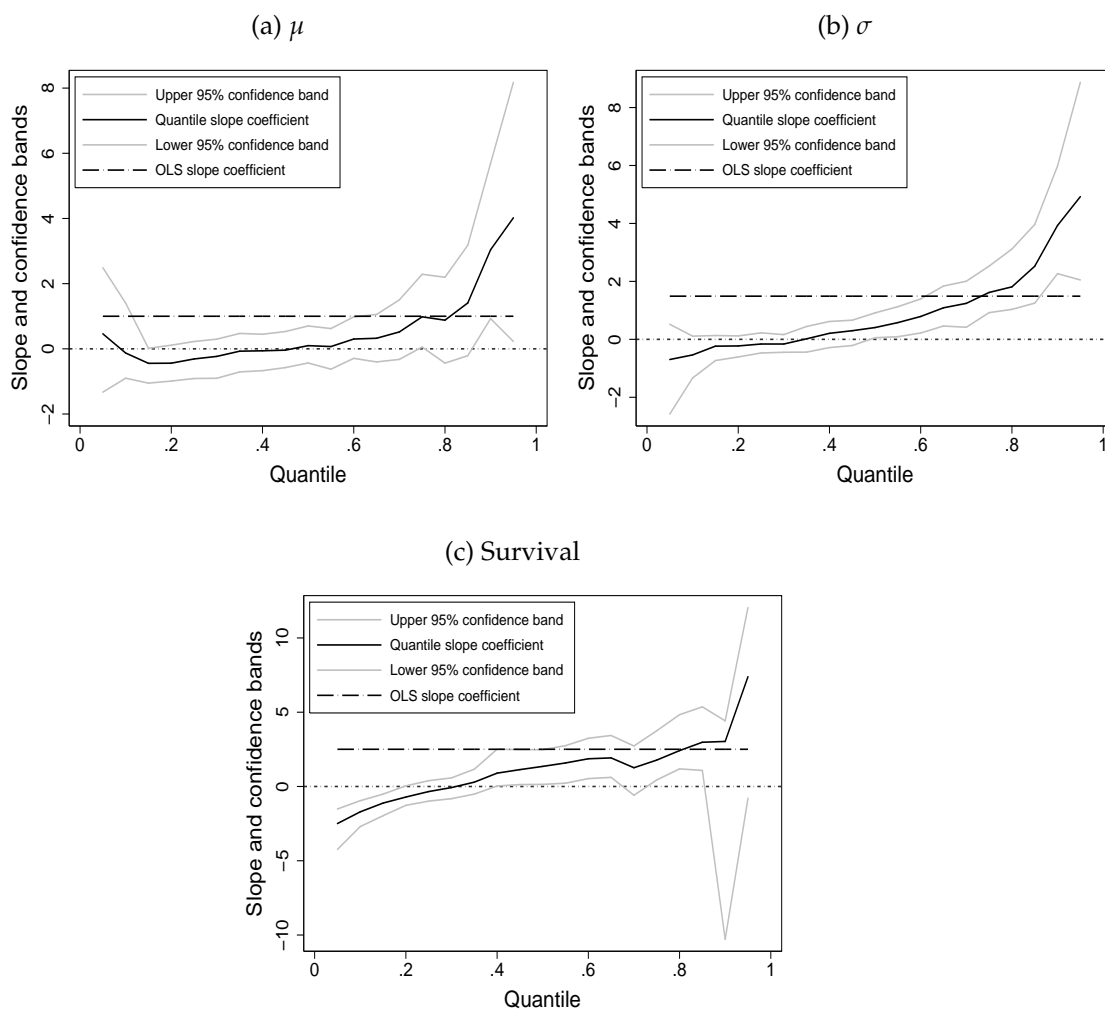 (a) μ
Slope and confidence bands
8
6
4
2
0
−2
Upper 95% confidence band
Quantile slope coefficient
Lower 95% confidence band
OLS slope coefficient
0 .2 .4 .6 .8 1
Quantile
(b) σ
Slope and confidence bands
8
6
4
2
0
−2
Upper 95% confidence band
Quantile slope coefficient
Lower 95% confidence band
OLS slope coefficient
0 .2 .4 .6 .8 1
Quantile
(c) Survival
Slope and confidence bands
10
5
0
−5
−10
Upper 95% confidence band
Quantile slope coefficient
Lower 95% confidence band
OLS slope coefficient
0 .2 .4 .6 .8 1
Quantile